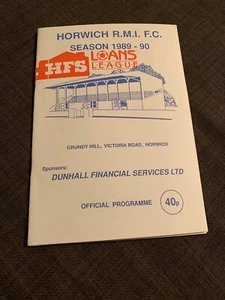 HORWICH R.M.I. F.C.
SEASON 1989 - 90
HFS LOANS
LEAGUE
GRUNDY HILL, VICTORIA ROAD, HORWICH
Sponsors:
DUNHALL FINANCIAL SERVICES LTD
OFFICIAL PROGRAMME 40p